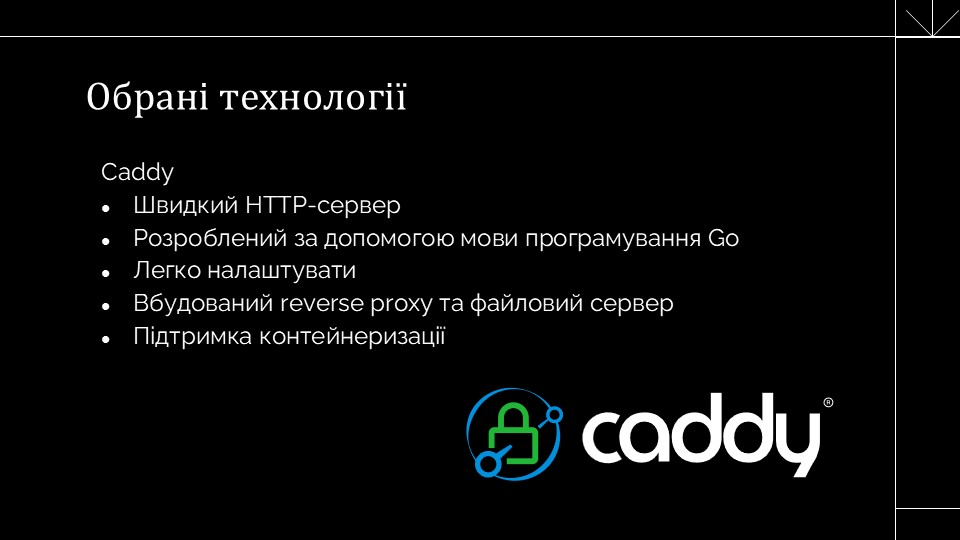 Обрані технології
Caddy
● Швидкий HTTP-сервер
● Розроблений за допомогою мови програмування Go
● Легко налаштувати
● Вбудований reverse proxy та файловий сервер
● Підтримка контейнеризації
caddy®